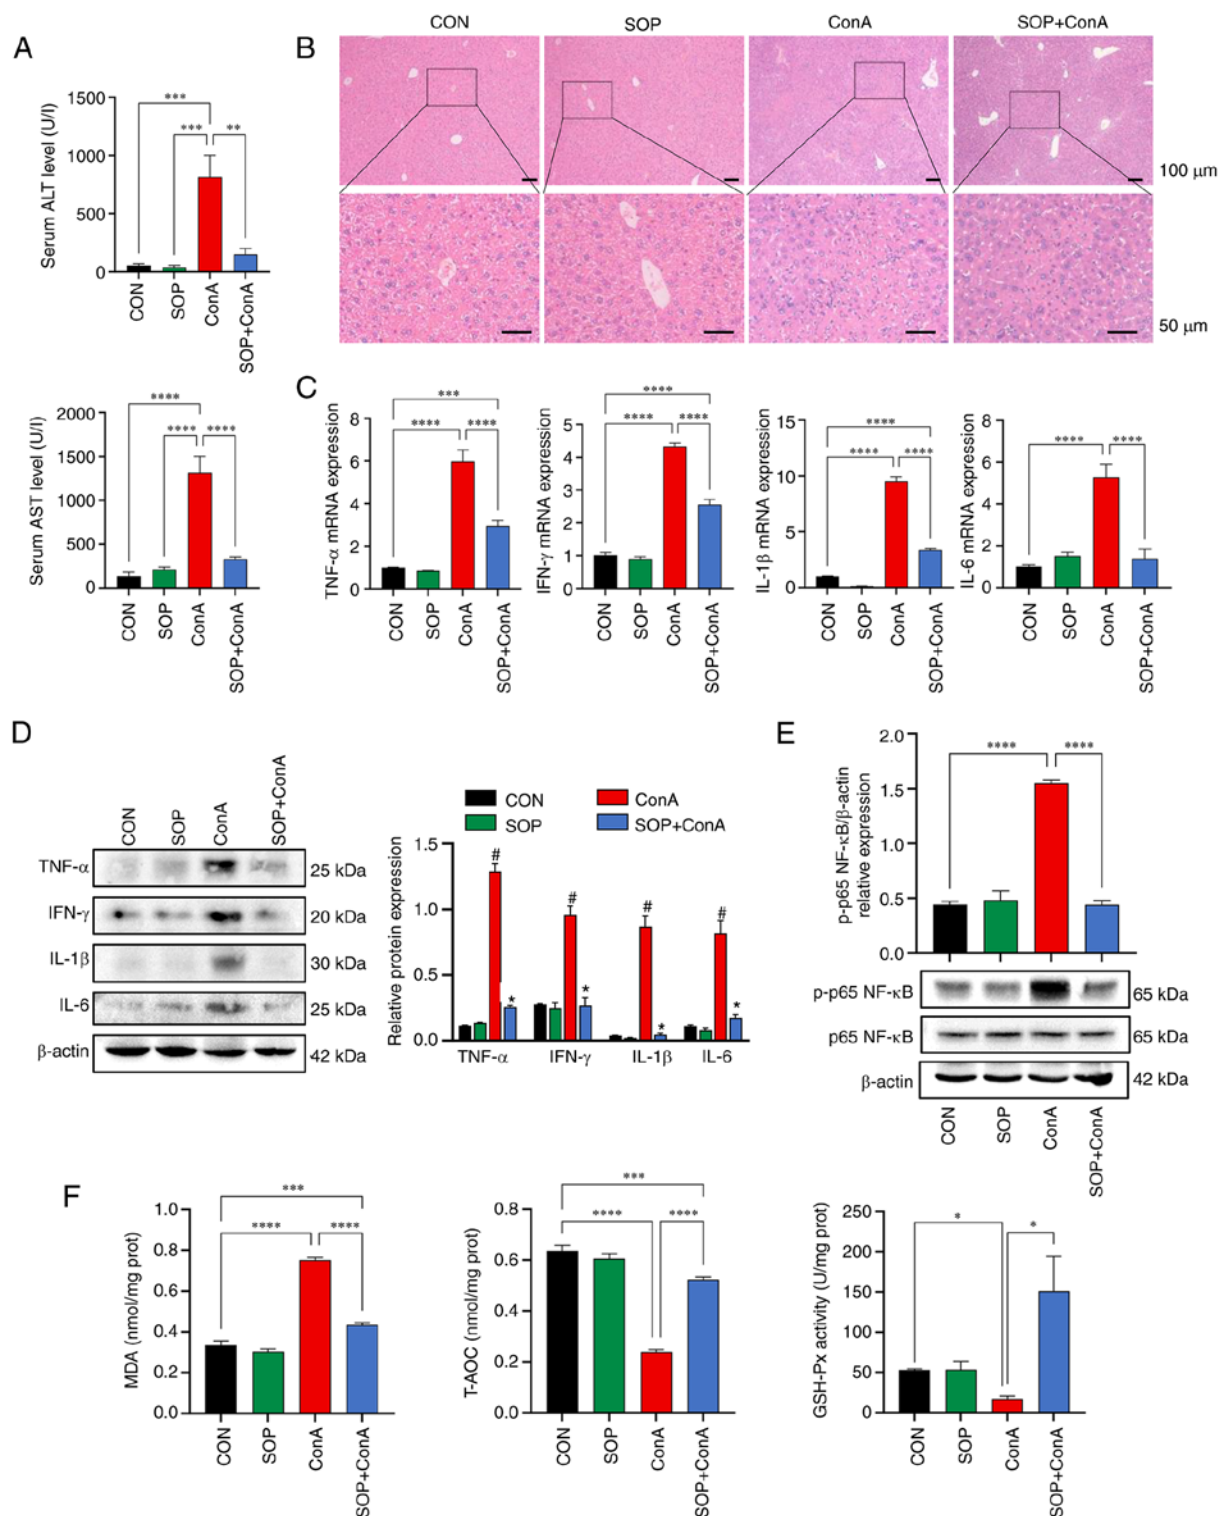 A
Serum ALT level (U/l)
1500
1000
500
0
***
***
**
CON
SOP
ConA
SOP+ConA
Serum AST level (U/l)
2000
1500
1000
500
0
****
****
****
CON
SOP
ConA
SOP+ConA
B
CON
SOP
ConA
SOP+ConA
100 μm
50 μm
C
TNF-α mRNA expression
8
6
4
2
0
***
****
****
CON
SOP
ConA
SOP+ConA
IFN-γ mRNA expression
5
4
3
2
1
0
****
****
****
CON
SOP
ConA
SOP+ConA
IL-1β mRNA expression
15
10
5
0
****
****
****
CON
SOP
ConA
SOP+ConA
IL-6 mRNA expression
8
6
4
2
0
****
****
CON
SOP
ConA
SOP+ConA
D
CON
SOP
ConA
SOP+ConA
TNF-α
25 kDa
IFN-γ
20 kDa
IL-1β
30 kDa
IL-6
25 kDa
β-actin
42 kDa
CON
ConA
SOP
SOP+ConA
Relative protein expression
1.5
1.0
0.5
0.0
#
*
#
*
#
*
#
*
TNF-α
IFN-γ
IL-1β
IL-6
E
p-p65 NF-κB/β-actin
relative expression
2.0
1.5
1.0
0.5
0.0
****
****
p-p65 NF-κB
65 kDa
p65 NF-κB
65 kDa
β-actin
42 kDa
CON
SOP
ConA
SOP+ConA
F
MDA (nmol/mg prot)
1.0
0.8
0.6
0.4
0.2
0.0
***
****
****
CON
SOP
ConA
SOP+ConA
T-AOC (nmol/mg prot)
0.8
0.6
0.4
0.2
0.0
***
****
****
CON
SOP
ConA
SOP+ConA
GSH-Px activity (U/mg prot)
250
200
150
100
50
0
*
*
CON
SOP
ConA
SOP+ConA